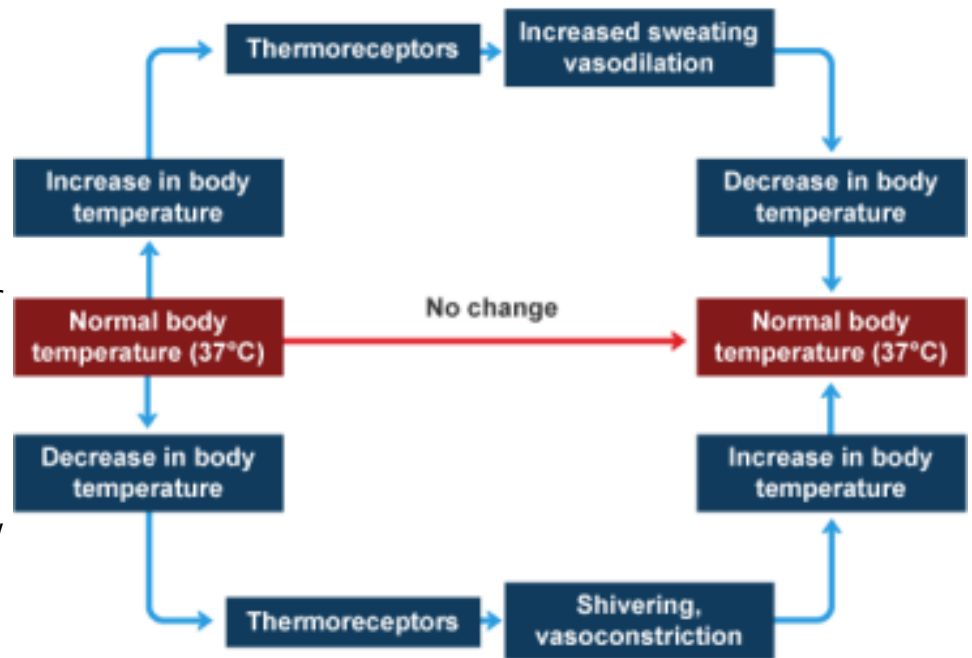 Thermoreceptors
Increased sweating
vasodilation
Increase in body
temperature
Decrease in body
temperature
Normal body
temperature (37°C)
No change
Normal body
temperature (37°C)
Decrease in body
temperature
Increase in body
temperature
Thermoreceptors
Shivering,
vasoconstriction